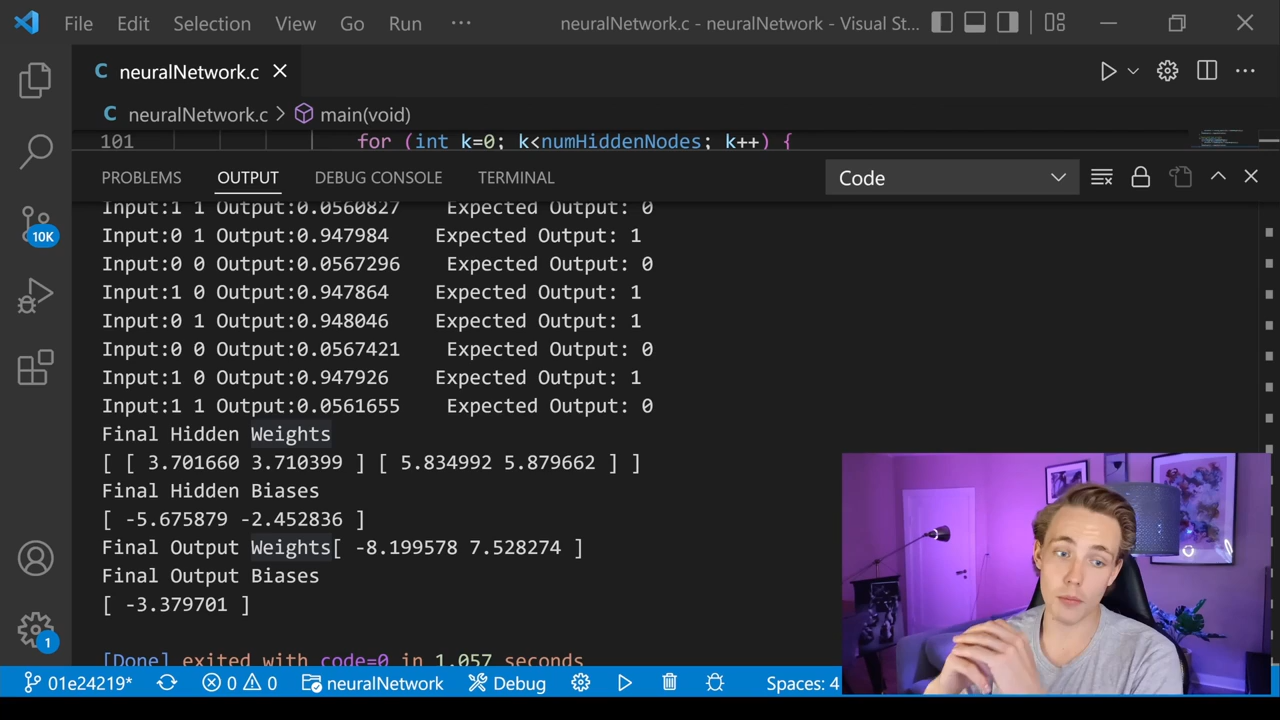 File Edit Selection View Go Run ··· neuralNetwork.c - neuralNetwork - Visual St...
C neuralNetwork.c
C neuralNetwork.c > main(void)
101 for (int k=0; k<numHiddenNodes; k++) {
PROBLEMS OUTPUT DEBUG CONSOLE TERMINAL Code
Input:1 1 Output:0.0560827 Expected Output: 0
Input:0 1 Output:0.947984 Expected Output: 1
Input:0 0 Output:0.0567296 Expected Output: 0
Input:1 0 Output:0.947864 Expected Output: 1
Input:0 1 Output:0.948046 Expected Output: 1
Input:0 0 Output:0.0567421 Expected Output: 0
Input:1 0 Output:0.947926 Expected Output: 1
Input:1 1 Output:0.0561655 Expected Output: 0
Final Hidden Weights
[ [ 3.701660 3.710399 ] [ 5.834992 5.879662 ] ]
Final Hidden Biases
[ -5.675879 -2.452836 ]
Final Output Weights[ -8.199578 7.528274 ]
Final Output Biases
[ -3.379701 ]
[Done] exited with code=0 in 1.057 seconds
10K
1
01e24219* 0 0 neuralNetwork Debug Spaces: 4